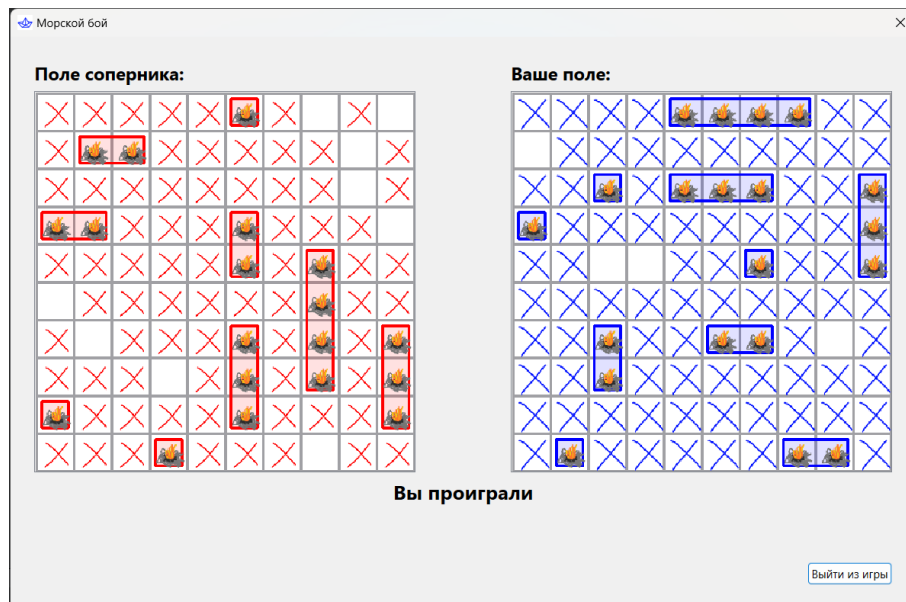 Морской бой
Поле соперника:
Ваше поле:
Вы проиграли
Выйти из игры